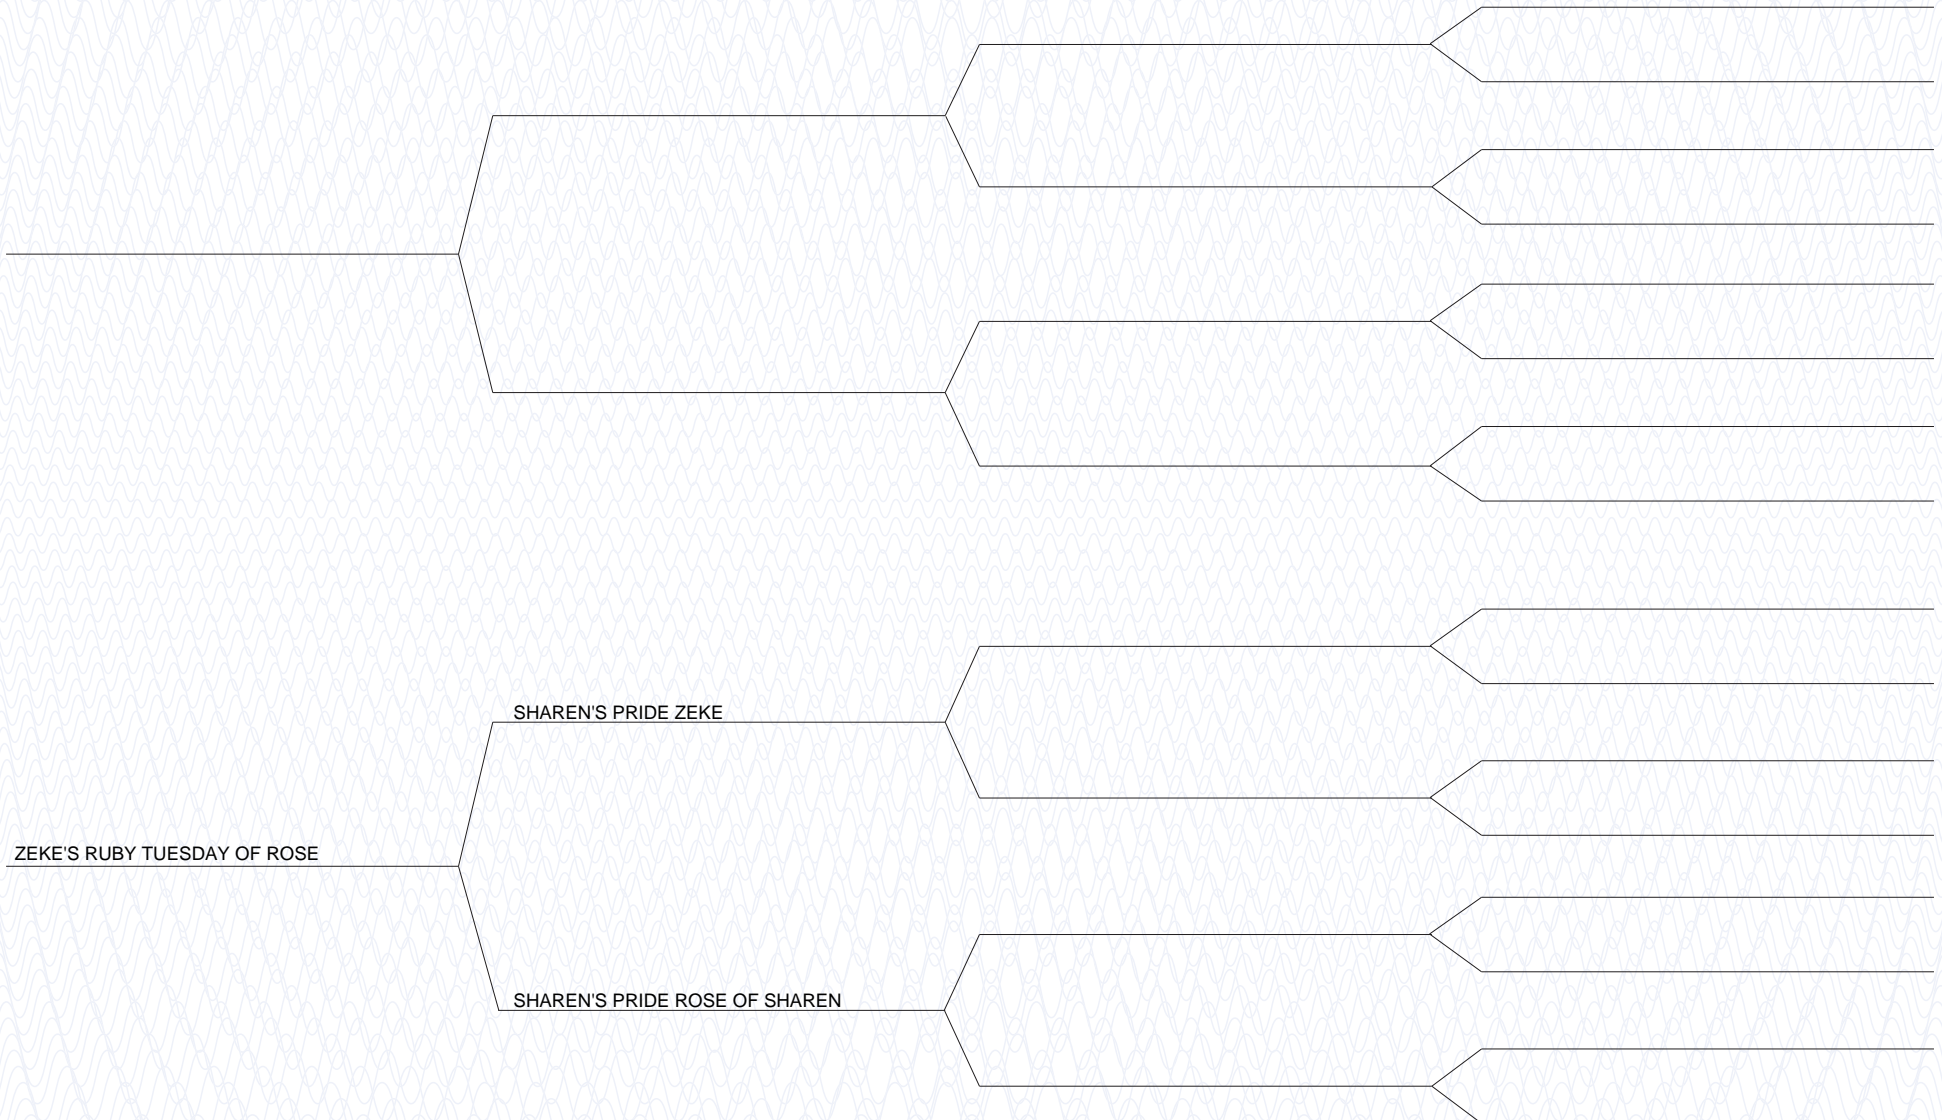 SHAREN'S PRIDE ZEKE
ZEKE'S RUBY TUESDAY OF ROSE
SHAREN'S PRIDE ROSE OF SHAREN